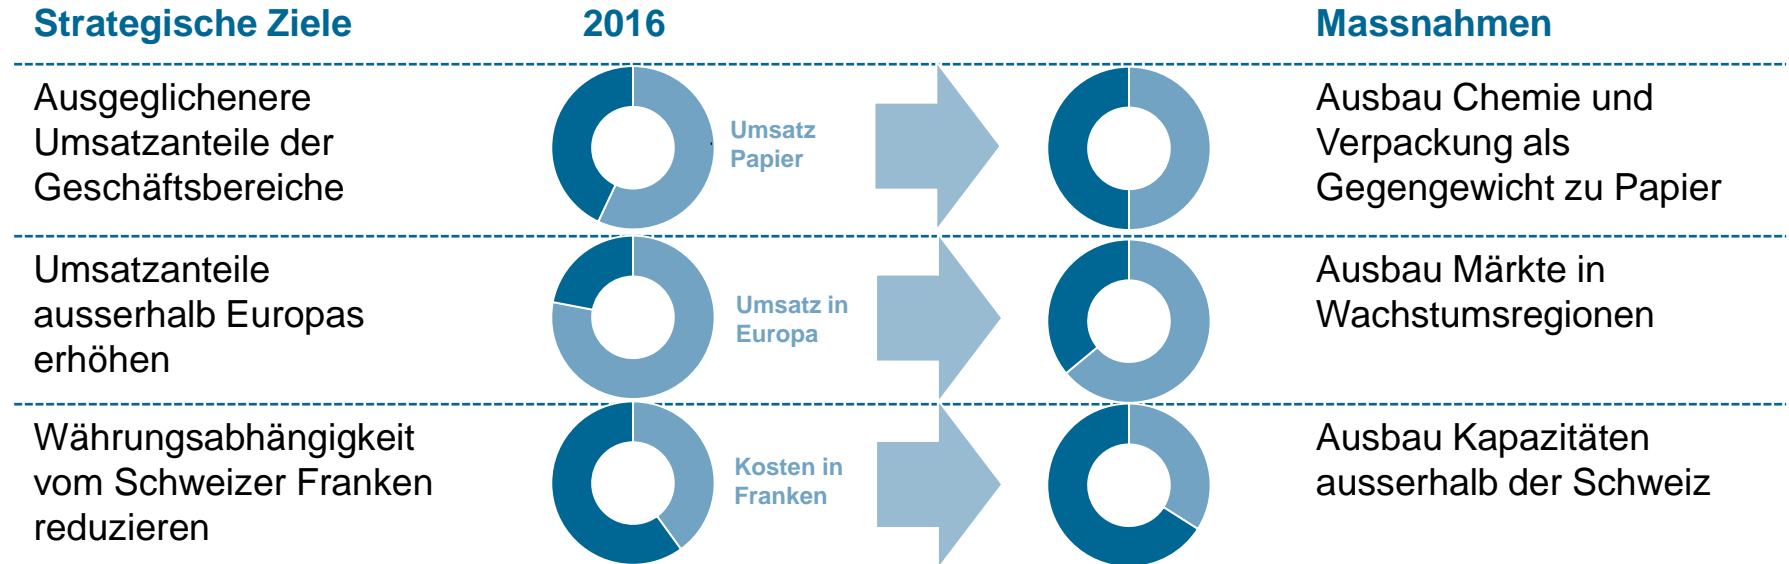 Strategische Ziele 2016 Massnahmen
Ausgeglichenere
Umsatzanteile der
Geschäftsbereiche
Umsatz
Papier
Ausbau Chemie und
Verpackung als
Gegengewicht zu Papier
Umsatzanteile
ausserhalb Europas
erhöhen
Umsatz in
Europa
Ausbau Märkte in
Wachstumsregionen
Währungsabhängigkeit
vom Schweizer Franken
reduzieren
Kosten in
Franken
Ausbau Kapazitäten
ausserhalb der Schweiz